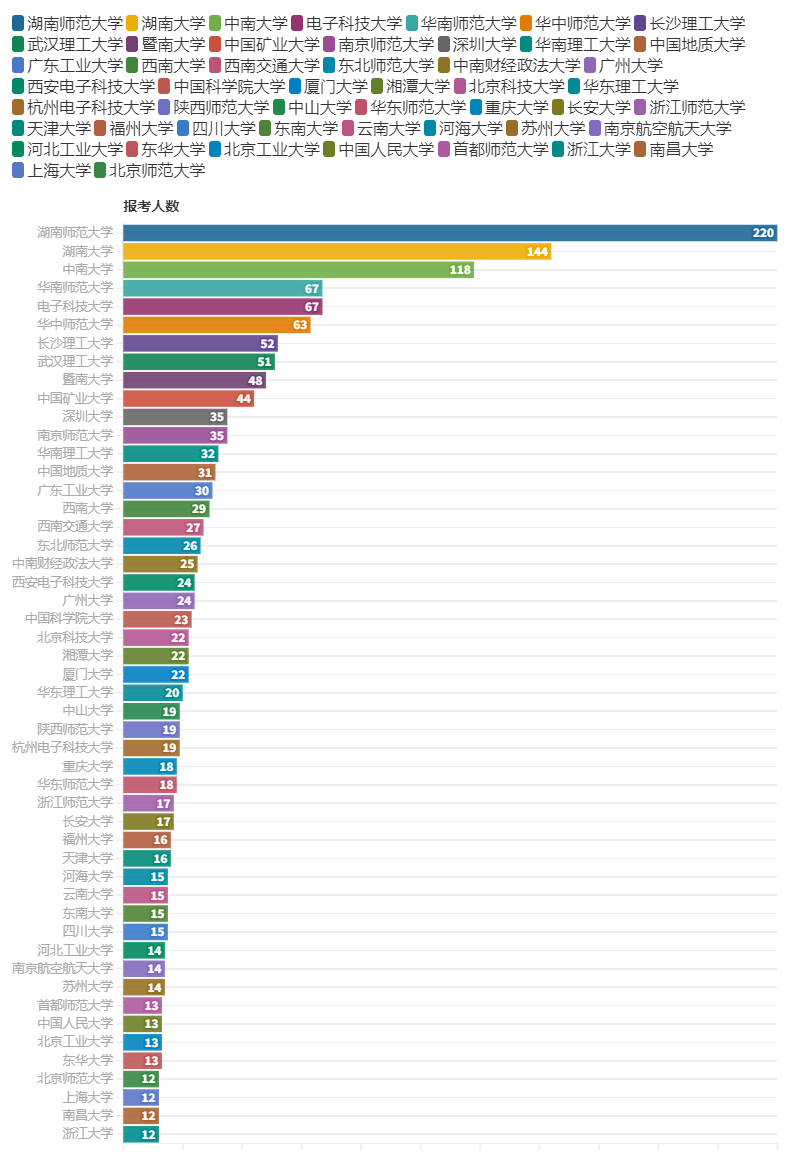 湖南师范大学 湖南大学 中南大学 电子科技大学 华南师范大学 华中师范大学 长沙理工大学
武汉理工大学 暨南大学 中国矿业大学 南京师范大学 深圳大学 华南理工大学 中国地质大学
广东工业大学 西南大学 西南交通大学 东北师范大学 中南财经政法大学 广州大学
西安电子科技大学 中国科学院大学 厦门大学 湘潭大学 北京科技大学 华东理工大学
杭州电子科技大学 陕西师范大学 中山大学 华东师范大学 重庆大学 长安大学 浙江师范大学
天津大学 福州大学 四川大学 东南大学 云南大学 河海大学 苏州大学 南京航空航天大学
河北工业大学 东华大学 北京工业大学 中国人民大学 首都师范大学 浙江大学 南昌大学
上海大学 北京师范大学
报考人数
湖南师范大学 220
湖南大学 144
中南大学 118
华南师范大学 67
电子科技大学 67
华中师范大学 63
长沙理工大学 52
武汉理工大学 51
暨南大学 48
中国矿业大学 44
深圳大学 35
南京师范大学 35
华南理工大学 32
中国地质大学 31
广东工业大学 30
西南大学 29
西南交通大学 27
东北师范大学 26
中南财经政法大学 25
西安电子科技大学 24
广州大学 24
中国科学院大学 23
北京科技大学 22
湘潭大学 22
厦门大学 22
华东理工大学 20
中山大学 19
陕西师范大学 19
杭州电子科技大学 19
重庆大学 18
华东师范大学 18
浙江师范大学 17
长安大学 17
福州大学 16
天津大学 16
河海大学 15
云南大学 15
东南大学 15
四川大学 15
河北工业大学 14
南京航空航天大学 14
苏州大学 14
首都师范大学 13
中国人民大学 13
北京工业大学 13
东华大学 13
北京师范大学 12
上海大学 12
南昌大学 12
浙江大学 12